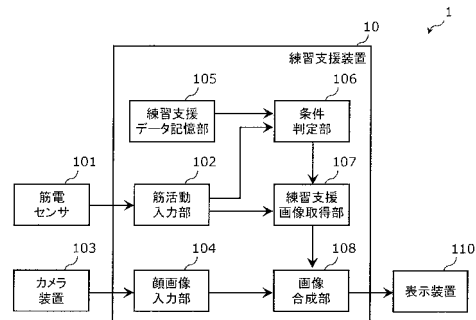 1
10
練習支援装置
105
練習支援
データ記憶部
106
条件
判定部
101
筋電
センサ
102
筋活動
入力部
107
練習支援
画像取得部
103
カメラ
装置
104
顔画像
入力部
108
画像
合成部
110
表示装置